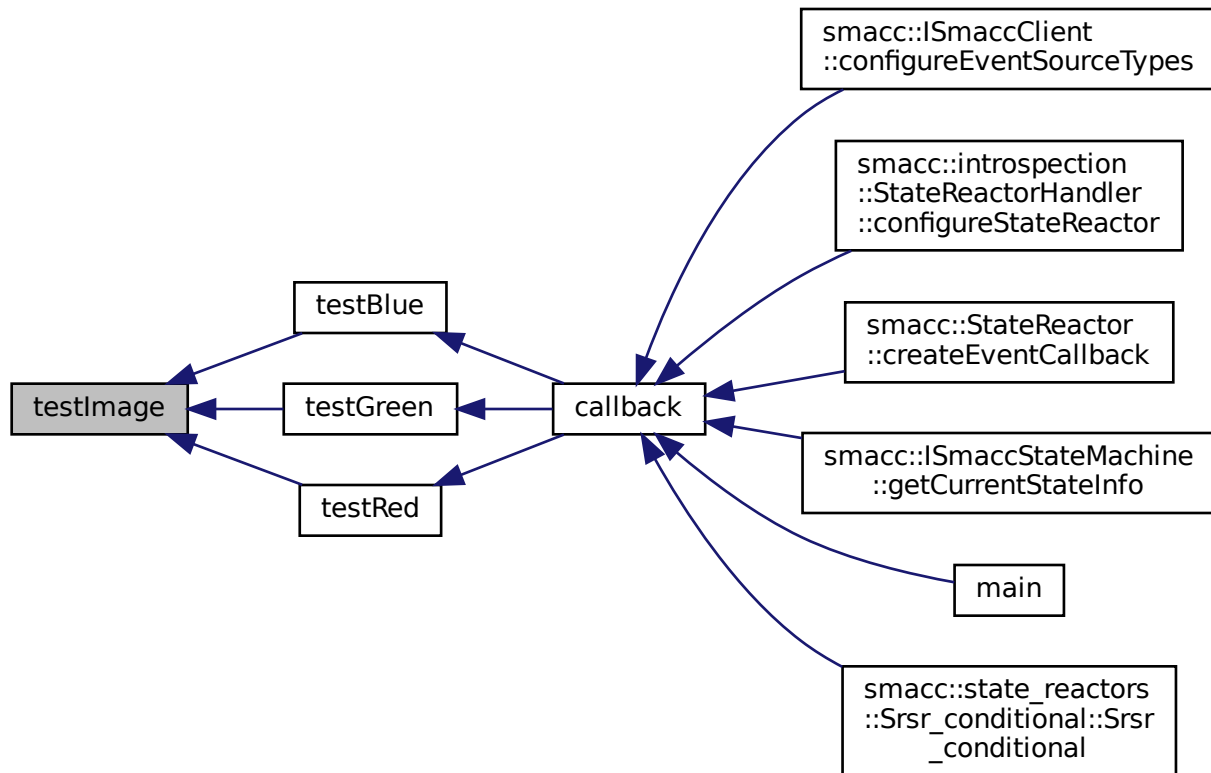 smacc::ISmaccClient
::configureEventSourceTypes
smacc::introspection
::StateReactorHandler
::configureStateReactor
testBlue
smacc::StateReactor
::createEventCallback
testImage
testGreen
callback
smacc::ISmaccStateMachine
::getCurrentStateInfo
testRed
main
smacc::state_reactors
::Srsr_conditional::Srsr
_conditional